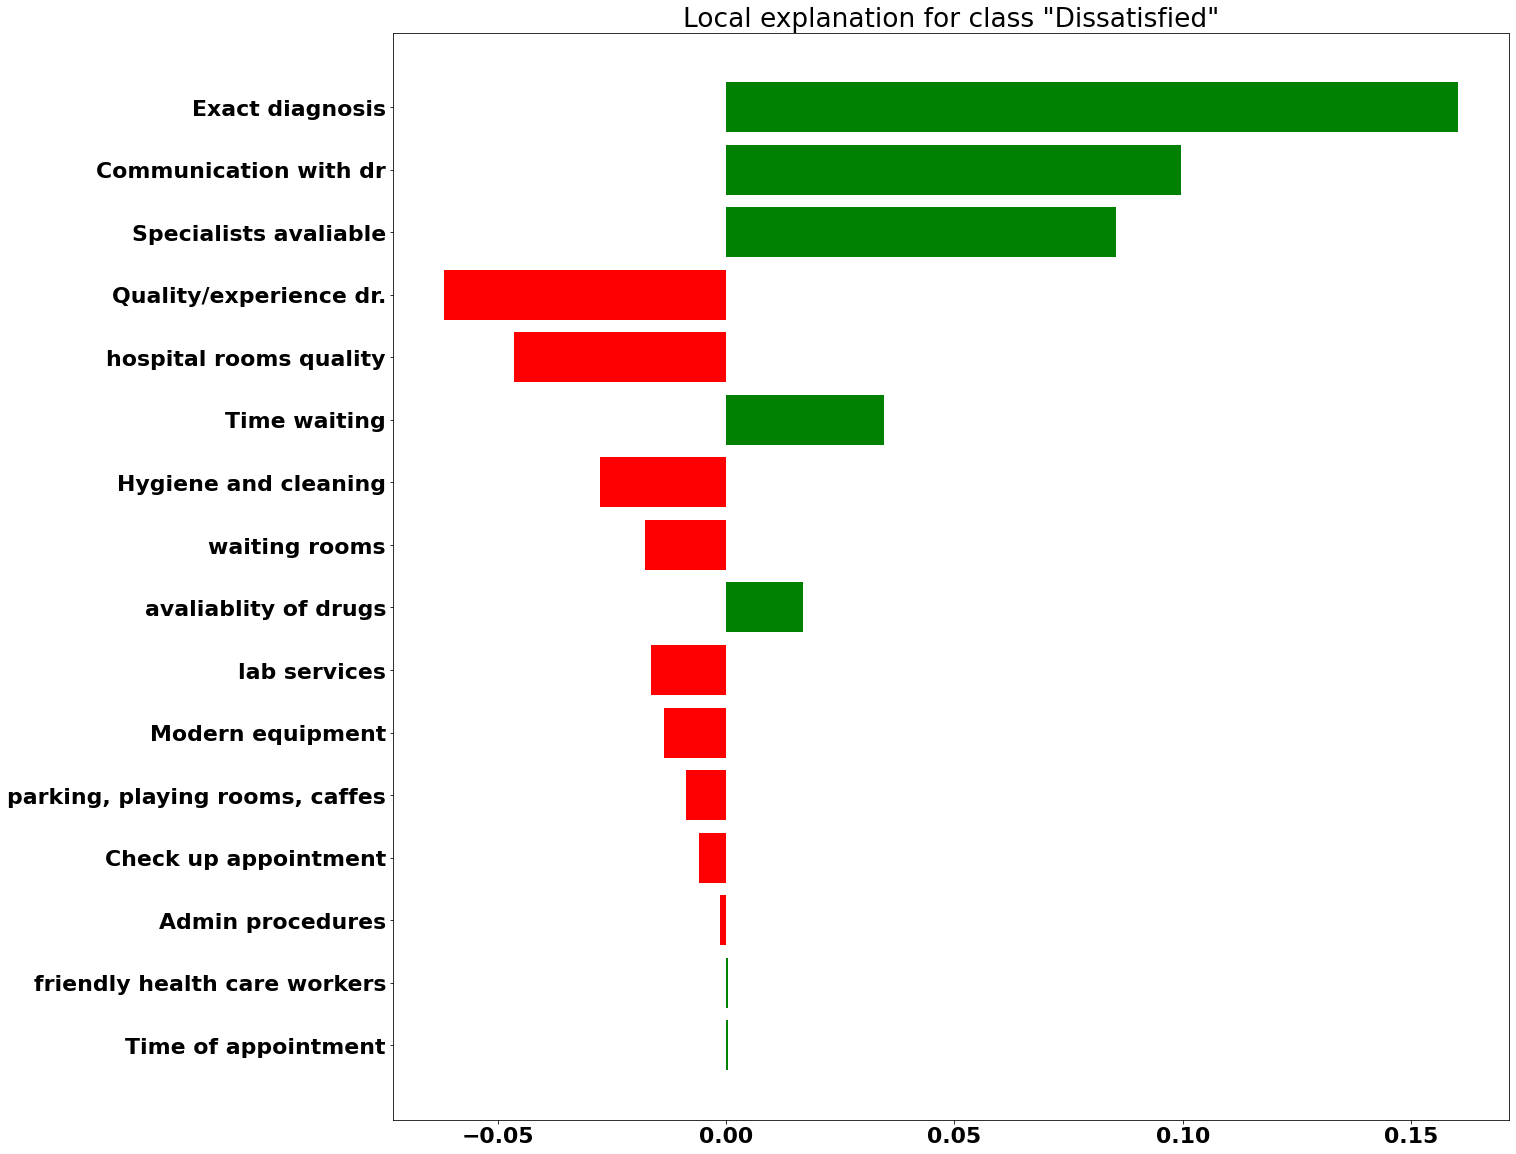 Local explanation for class "Dissatisfied"
Exact diagnosis
Communication with dr
Specialists avaliable
Quality/experience dr.
hospital rooms quality
Time waiting
Hygiene and cleaning
waiting rooms
avaliablity of drugs
lab services
Modern equipment
parking, playing rooms, caffes
Check up appointment
Admin procedures
friendly health care workers
Time of appointment
−0.05 0.00 0.05 0.10 0.15